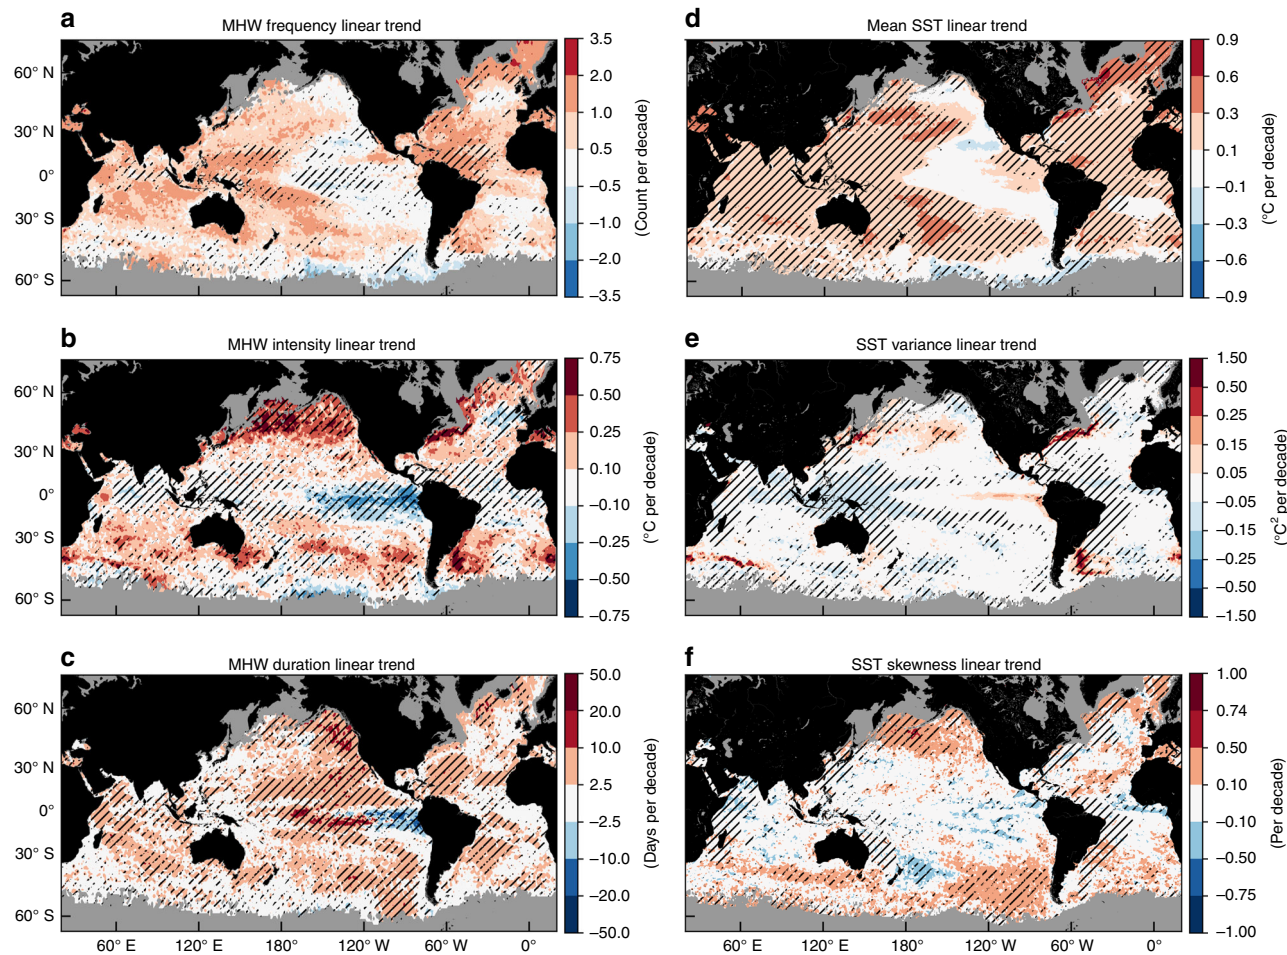 a
MHW frequency linear trend
60° N
30° N
0°
30° S
60° S
3.5
2.0
1.0
0.5
−0.5
−1.0
−2.0
−3.5
(Count per decade)
d
Mean SST linear trend
0.9
0.6
0.3
0.1
−0.1
−0.3
−0.6
−0.9
(°C per decade)
b
MHW intensity linear trend
60° N
30° N
0°
30° S
60° S
0.75
0.50
0.25
0.10
−0.10
−0.25
−0.50
−0.75
(°C per decade)
e
SST variance linear trend
1.50
0.50
0.25
0.15
0.05
−0.05
−0.15
−0.25
−0.50
−1.50
(°C² per decade)
c
MHW duration linear trend
60° N
30° N
0°
30° S
60° S
60° E
120° E
180°
120° W
60° W
0°
50.0
20.0
10.0
2.5
−2.5
−10.0
−20.0
−50.0
(Days per decade)
f
SST skewness linear trend
60° E
120° E
180°
120° W
60° W
0°
1.00
0.74
0.50
0.10
−0.10
−0.50
−0.75
−1.00
(Per decade)